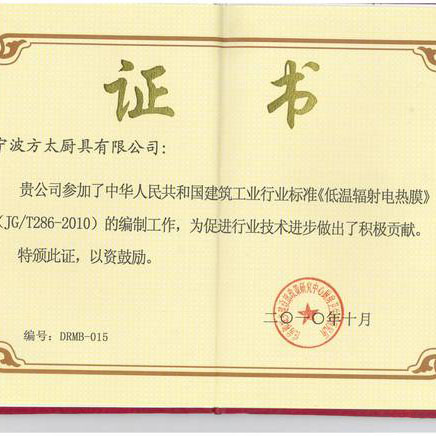 证书
宁波方太厨具有限公司:
贵公司参加了中华人民共和国建筑工业行业标准《低温辐射电热膜》
(JG/T286-2010)的编制工作,为促进行业技术进步做出了积极贡献。
特颁此证,以资鼓励。
二〇一〇年十月
编号:DRMB-015